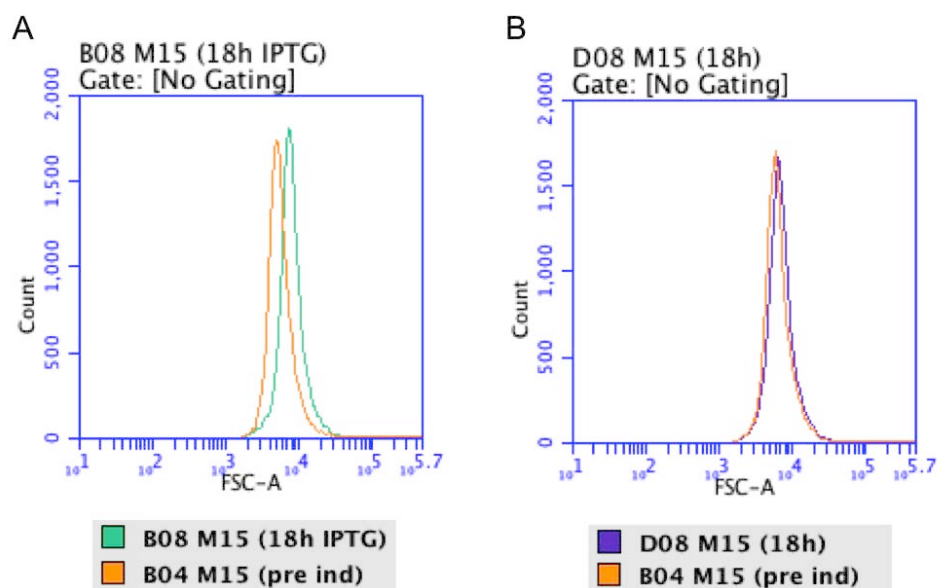 A
B08 M15 (18h IPTG)
Gate: [No Gating]
2,000
1,500
1,000
500
0
Count
10^1 10^2 10^3 10^4 10^5 10^5.7
FSC-A
B08 M15 (18h IPTG)
B04 M15 (pre ind)
B
D08 M15 (18h)
Gate: [No Gating]
2,000
1,500
1,000
500
0
Count
10^1 10^2 10^3 10^4 10^5 10^5.7
FSC-A
D08 M15 (18h)
B04 M15 (pre ind)